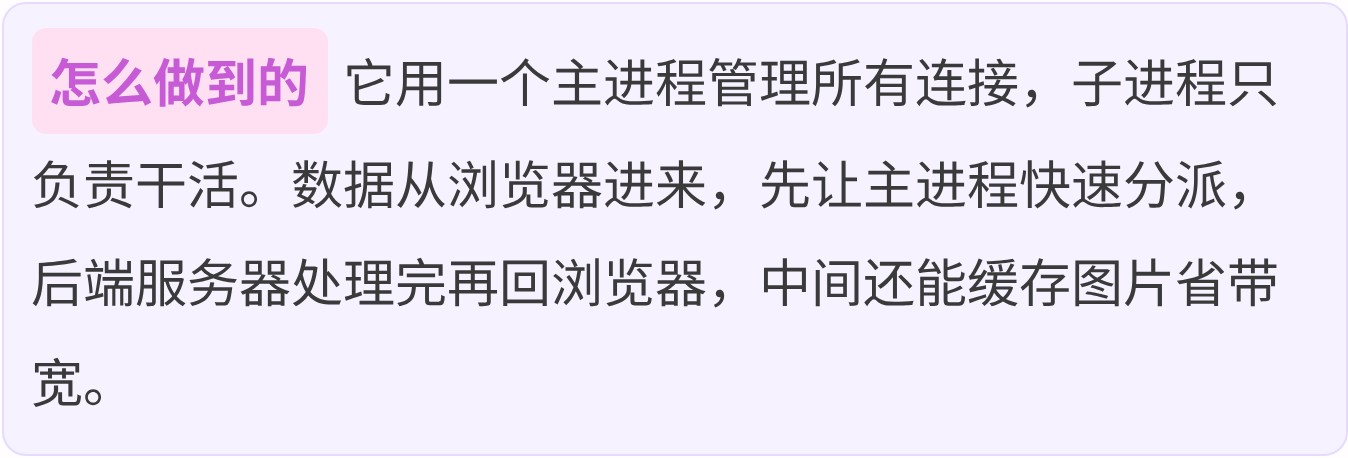 怎么做到的 它用一个主进程管理所有连接，子进程只
负责干活。数据从浏览器进来，先让主进程快速分派，
后端服务器处理完再回浏览器，中间还能缓存图片省带
宽。